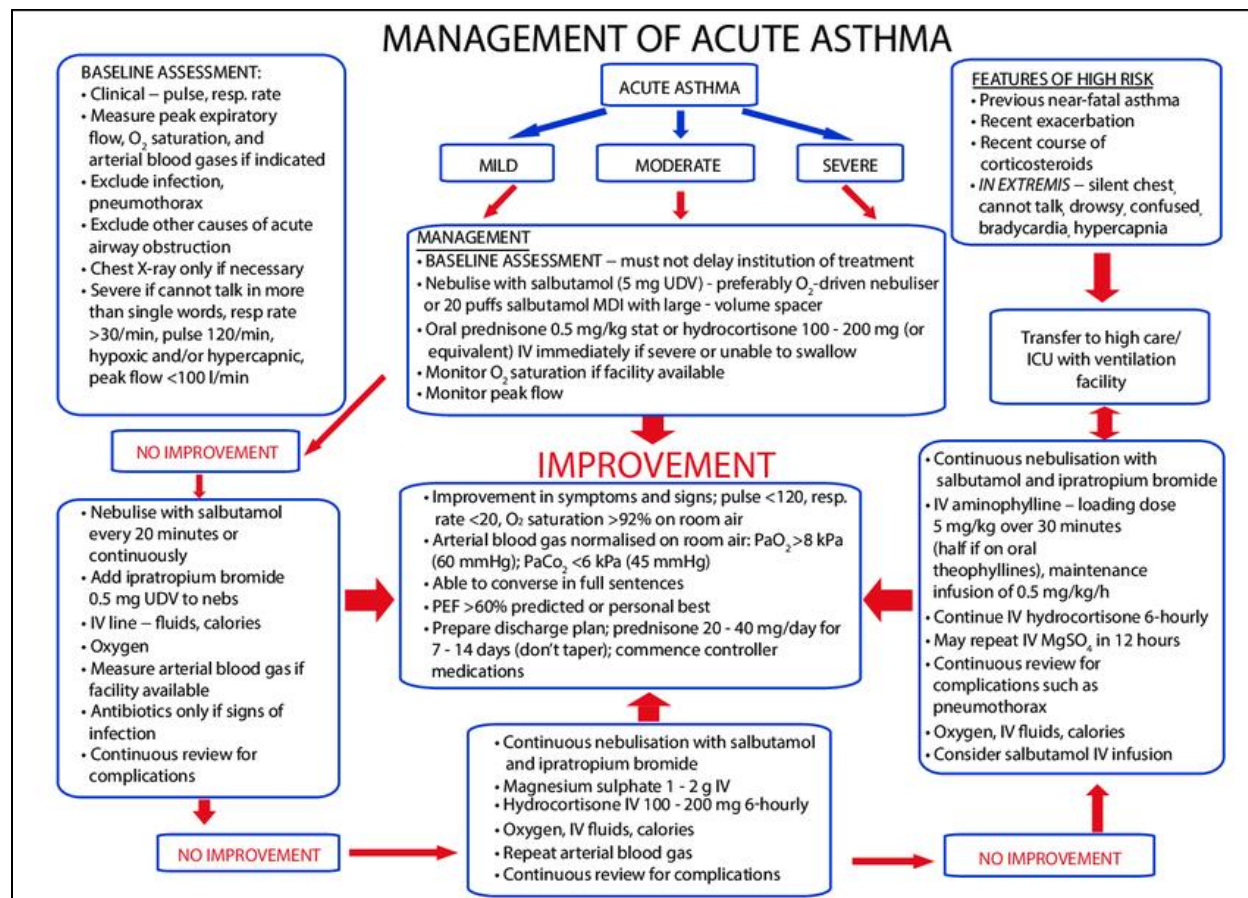 MANAGEMENT OF ACUTE ASTHMA
BASELINE ASSESSMENT:
• Clinical – pulse, resp. rate
• Measure peak expiratory
flow, O₂ saturation, and
arterial blood gases if indicated
• Exclude infection,
pneumothorax
• Exclude other causes of acute
airway obstruction
• Chest X-ray only if necessary
• Severe if cannot talk in more
than single words, resp rate
>30/min, pulse 120/min,
hypoxic and/or hypercapnic,
peak flow <100 l/min
ACUTE ASTHMA
MILD
MODERATE
SEVERE
FEATURES OF HIGH RISK
• Previous near-fatal asthma
• Recent exacerbation
• Recent course of
corticosteroids
• IN EXTREMIS – silent chest,
cannot talk, drowsy, confused,
bradycardia, hypercapnia
MANAGEMENT
• BASELINE ASSESSMENT – must not delay institution of treatment
• Nebulise with salbutamol (5 mg UDV) - preferably O₂-driven nebuliser
or 20 puffs salbutamol MDI with large - volume spacer
• Oral prednisone 0.5 mg/kg stat or hydrocortisone 100 - 200 mg (or
equivalent) IV immediately if severe or unable to swallow
• Monitor O₂ saturation if facility available
• Monitor peak flow
Transfer to high care/
ICU with ventilation
facility
NO IMPROVEMENT
• Nebulise with salbutamol
every 20 minutes or
continuously
• Add ipratropium bromide
0.5 mg UDV to nebs
• IV line – fluids, calories
• Oxygen
• Measure arterial blood gas if
facility available
• Antibiotics only if signs of
infection
• Continuous review for
complications
IMPROVEMENT
• Improvement in symptoms and signs; pulse <120, resp.
rate <20, O₂ saturation >92% on room air
• Arterial blood gas normalised on room air: PaO₂ >8 kPa
(60 mmHg); PaCo₂ <6 kPa (45 mmHg)
• Able to converse in full sentences
• PEF >60% predicted or personal best
• Prepare discharge plan; prednisone 20 - 40 mg/day for
7 - 14 days (don't taper); commence controller
medications
• Continuous nebulisation with
salbutamol and ipratropium bromide
• IV aminophylline – loading dose
5 mg/kg over 30 minutes
(half if on oral
theophyllines), maintenance
infusion of 0.5 mg/kg/h
• Continue IV hydrocortisone 6-hourly
• May repeat IV MgSO₄ in 12 hours
• Continuous review for
complications such as
pneumothorax
• Oxygen, IV fluids, calories
• Consider salbutamol IV infusion
NO IMPROVEMENT
• Continuous nebulisation with salbutamol
and ipratropium bromide
• Magnesium sulphate 1 - 2 g IV
• Hydrocortisone IV 100 - 200 mg 6-hourly
• Oxygen, IV fluids, calories
• Repeat arterial blood gas
• Continuous review for complications
NO IMPROVEMENT